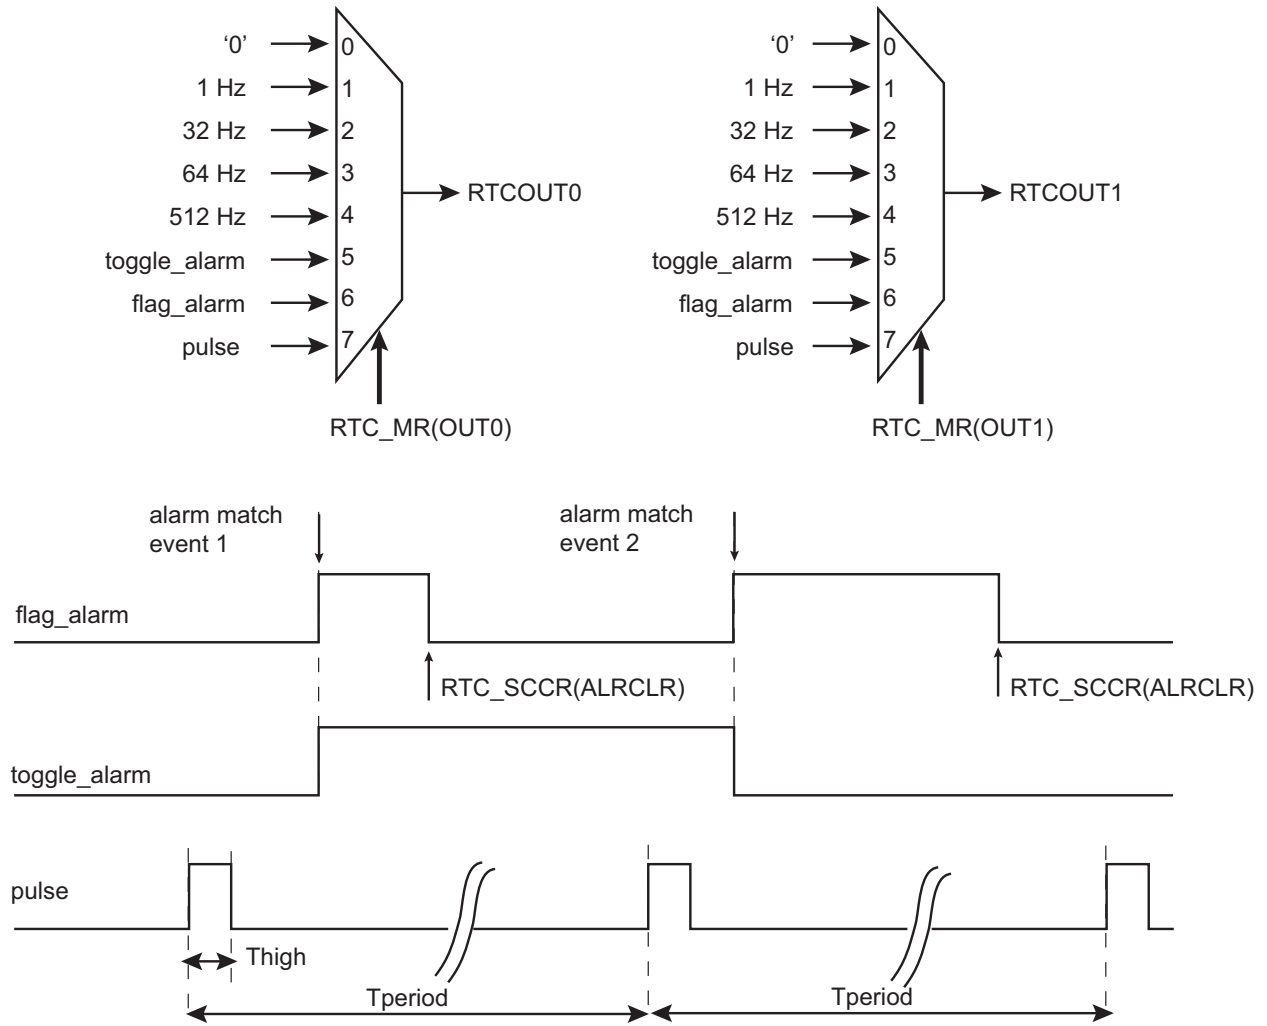 ‘0’ 0 ‘0’ 0
1 Hz 1 1 Hz 1
32 Hz 2 32 Hz 2
64 Hz 3 64 Hz 3
RTCOUT0 RTCOUT1
512 Hz 4 512 Hz 4
toggle_alarm 5 toggle_alarm 5
flag_alarm 6 flag_alarm 6
pulse 7 pulse 7
RTC_MR(OUT0) RTC_MR(OUT1)
alarm match alarm match
event 1 event 2
flag_alarm
RTC_SCCR(ALRCLR) RTC_SCCR(ALRCLR)
toggle_alarm
pulse
Thigh
Tperiod Tperiod